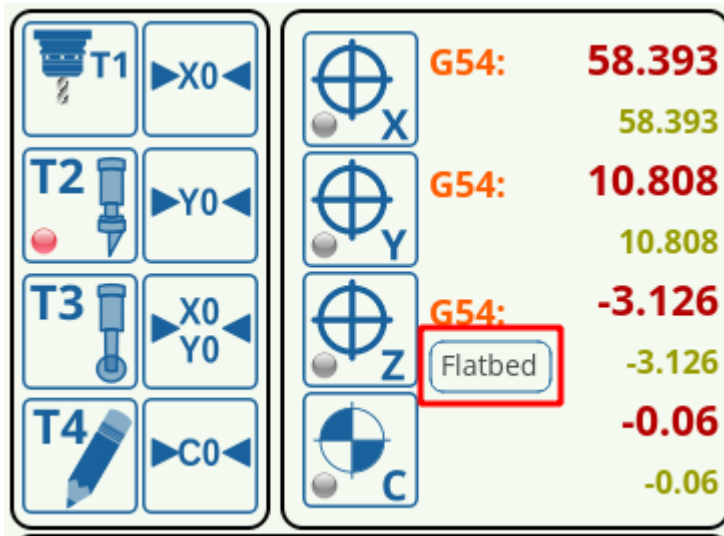 T1 X0 G54: 58.393
X 58.393
T2 Y0 G54: 10.808
Y 10.808
T3 X0 Y0 G54: -3.126
Z Flatbed -3.126
T4 C0 -0.06
C -0.06